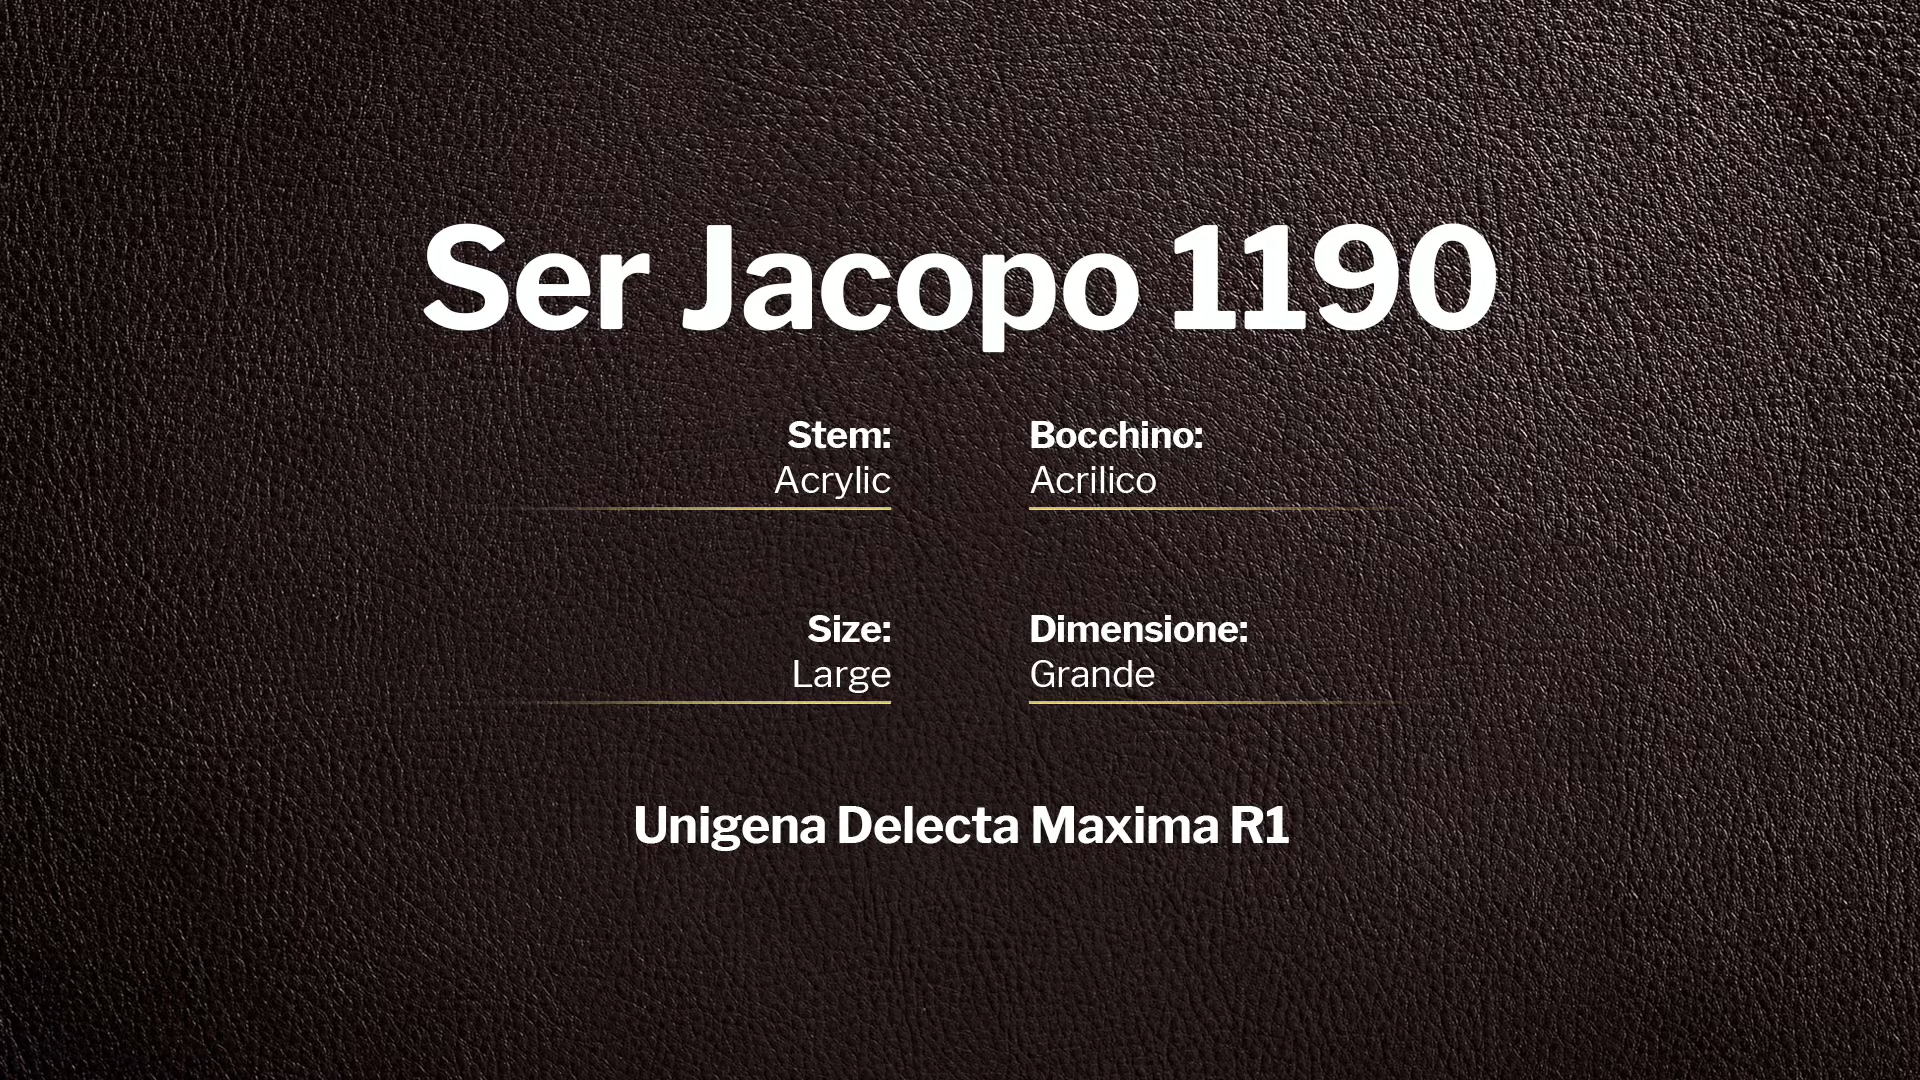 Ser Jacopo 1190
Stem:
Acrylic
Bocchino:
Acrilico
Size:
Large
Dimensione:
Grande
Unigena Delecta Maxima R1